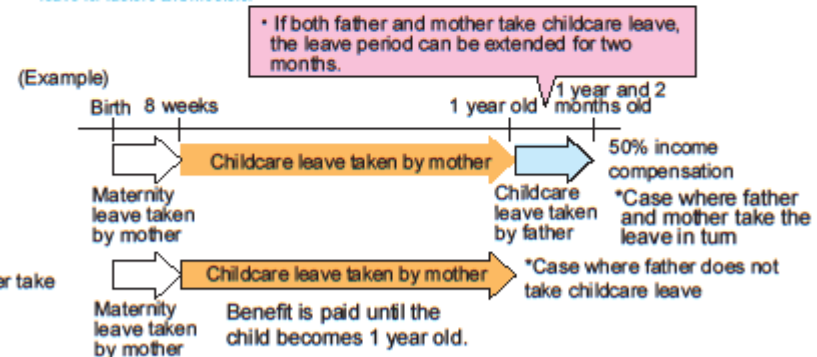 • If both father and mother take childcare leave,
the leave period can be extended for two
months.
(Example)
Birth
8 weeks
1 year old
1 year and 2
months old
Childcare leave taken by mother
50% income
compensation
Maternity
leave taken
by mother
Childcare
leave taken
by father
*Case where father
and mother take the
leave in turn
er take
Childcare leave taken by mother
*Case where father does not
take childcare leave
Maternity
leave taken
by mother
Benefit is paid until the
child becomes 1 year old.